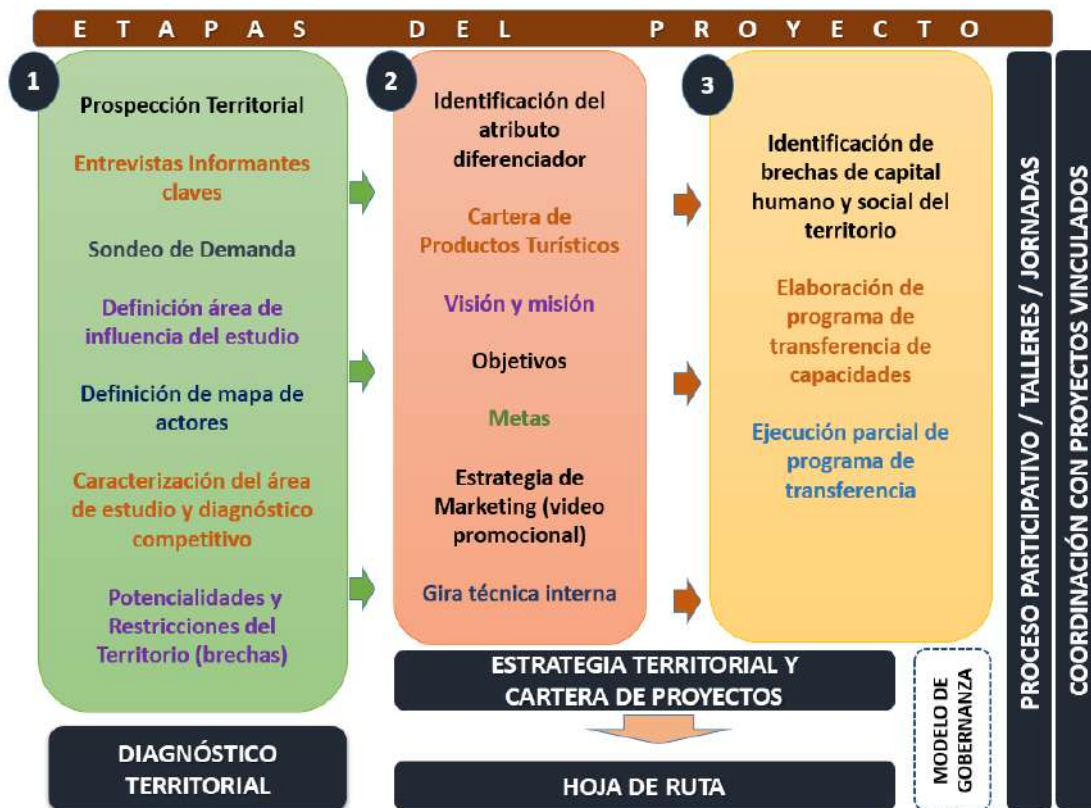 ETAPAS DEL PROYECTO
1
Prospección Territorial
Entrevistas Informantes
claves
Sondeo de Demanda
Definición área de
influencia del estudio
Definición de mapa de
actores
Caracterización del área
de estudio y diagnóstico
competitivo
Potencialidades y
Restricciones del
Territorio (brechas)
DIAGNÓSTICO
TERRITORIAL
2
Identificación del
atributo
diferenciador
Cartera de
Productos Turísticos
Visión y misión
Objetivos
Metas
Estrategia de
Marketing (video
promocional)
Gira técnica interna
3
Identificación de
brechas de capital
humano y social del
territorio
Elaboración de
programa de
transferencia de
capacidades
Ejecución parcial de
programa de
transferencia
ESTRATEGIA TERRITORIAL Y
CARTERA DE PROYECTOS
HOJA DE RUTA
MODELO DE
GOBERNANZA
PROCESO PARTICIPATIVO / TALLERES / JORNADAS
COORDINACIÓN CON PROYECTOS VINCULADOS